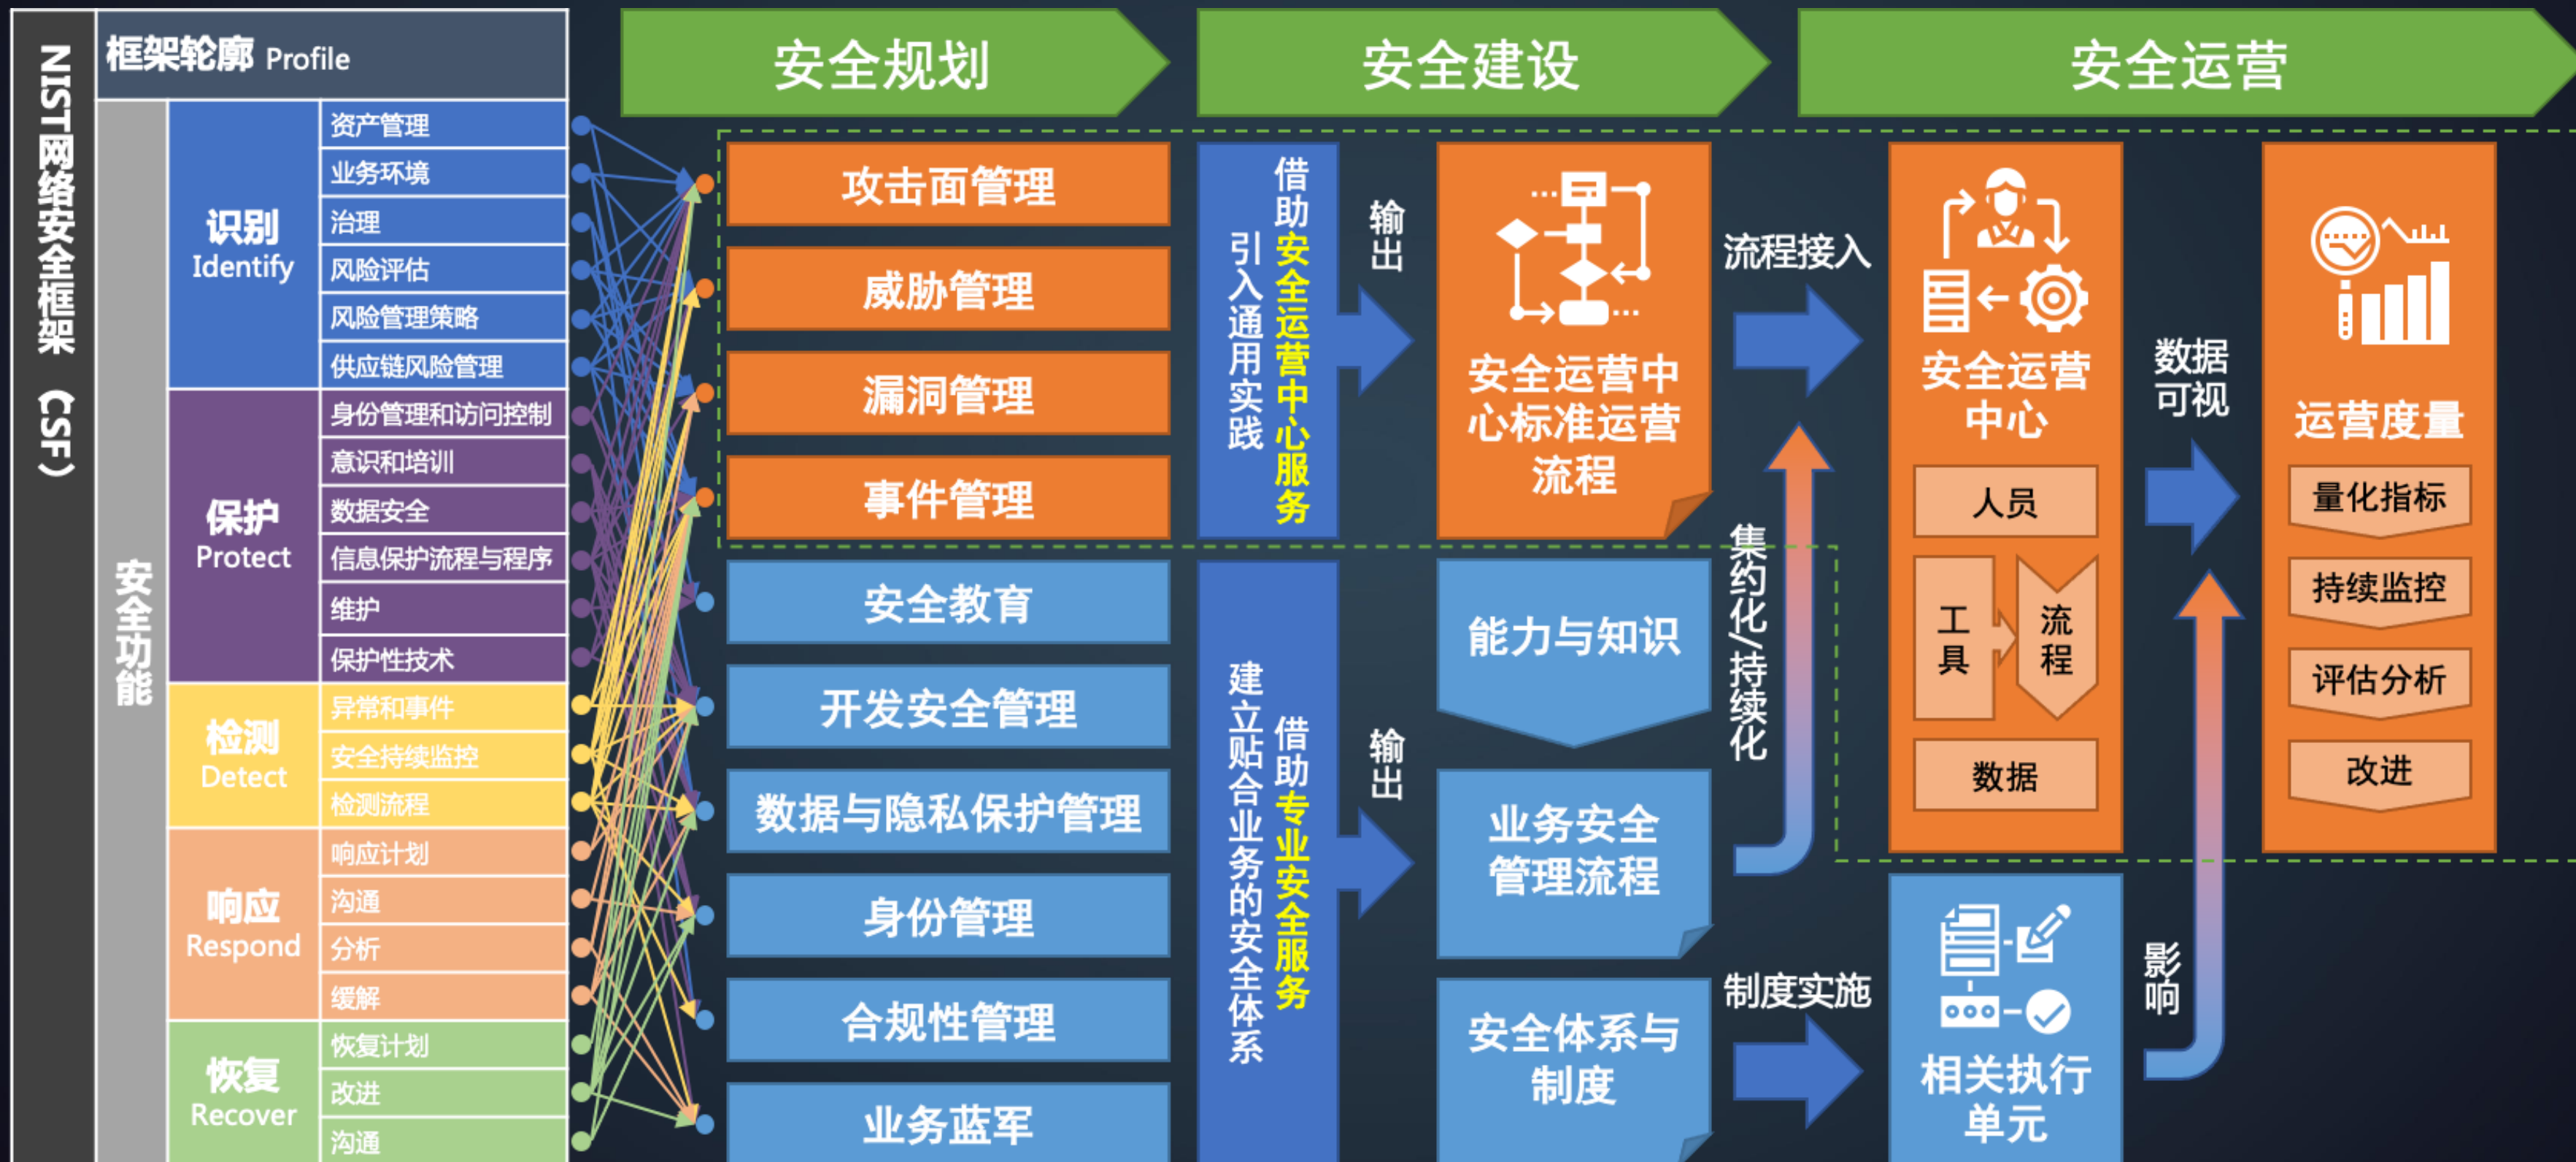 NIST网络安全框架（CSF）
框架轮廓 Profile
安全功能
识别
Identify
资产管理
业务环境
治理
风险评估
风险管理策略
供应链风险管理
保护
Protect
身份管理和访问控制
意识和培训
数据安全
信息保护流程与程序
维护
保护性技术
检测
Detect
异常和事件
安全持续监控
检测流程
响应
Respond
响应计划
沟通
分析
缓解
恢复
Recover
恢复计划
改进
沟通
安全规划
攻击面管理
威胁管理
漏洞管理
事件管理
安全教育
开发安全管理
数据与隐私保护管理
身份管理
合规性管理
业务蓝军
安全建设
借助安全运营中心服务
引入通用实践
输出
安全运营中
心标准运营
流程
借助专业安全服务
建立贴合业务的安全体系
输出
能力与知识
业务安全
管理流程
安全体系与
制度
流程接入
集约化/持续化
制度实施
安全运营
安全运营
中心
人员
工具
流程
数据
相关执行
单元
数据
可视
影响
运营度量
量化指标
持续监控
评估分析
改进